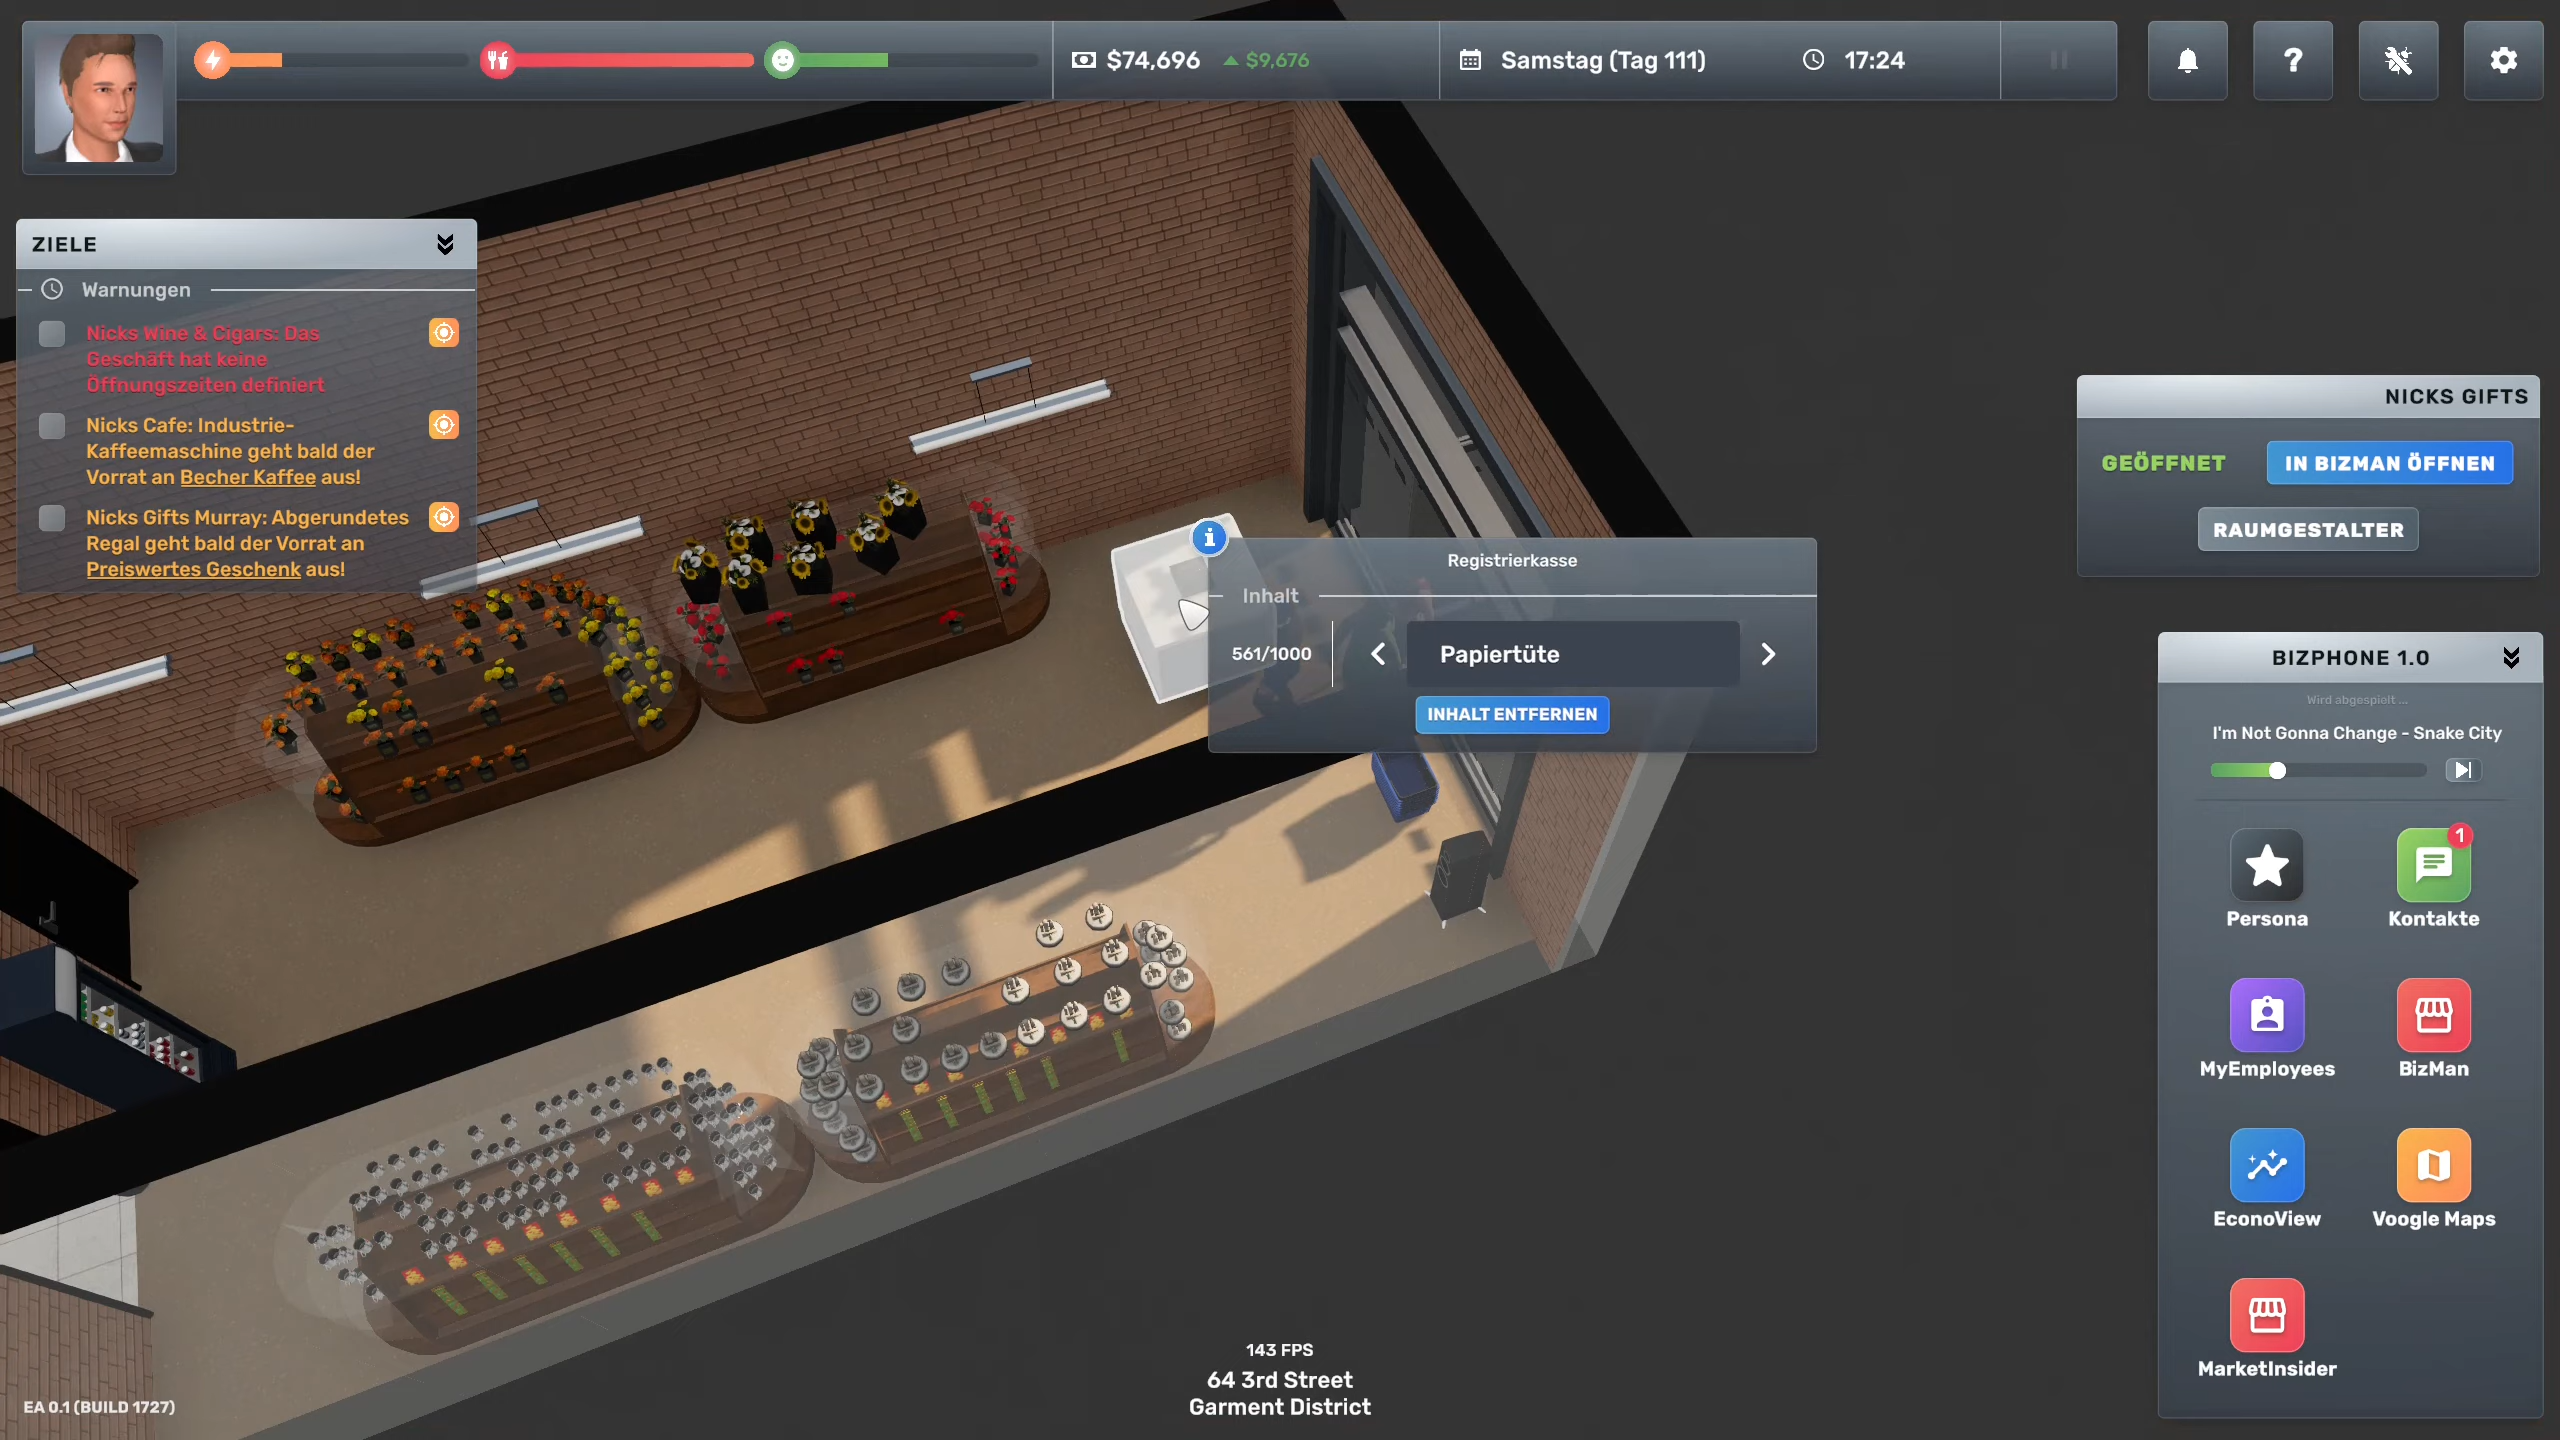 $74,696
$9,676
Samstag (Tag 111)
17:24
?
ZIELE
Warnungen
Nicks Wine & Cigars: Das
Geschäft hat keine
Öffnungszeiten definiert
Nicks Cafe: Industrie-
Kaffeemaschine geht bald der
Vorrat an Becher Kaffee aus!
Nicks Gifts Murray: Abgerundetes
Regal geht bald der Vorrat an
Preiswertes Geschenk aus!
NICKS GIFTS
GEÖFFNET
IN BIZMAN ÖFFNEN
RAUMGESTALTER
i
Registrierkasse
Inhalt
561/1000
Papiertüte
INHALT ENTFERNEN
BIZPHONE 1.0
Wird abgespielt ...
I'm Not Gonna Change - Snake City
1
Persona
Kontakte
MyEmployees
BizMan
EconoView
Voogle Maps
MarketInsider
143 FPS
64 3rd Street
Garment District
EA 0.1 (BUILD 1727)